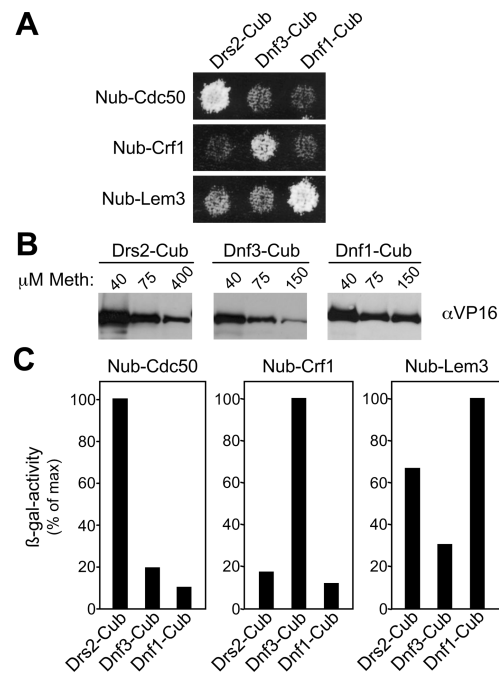 A
Drs2-Cub Dnf3-Cub Dnf1-Cub
Nub-Cdc50
Nub-Crf1
Nub-Lem3
B
Drs2-Cub Dnf3-Cub Dnf1-Cub
μM Meth: 40 75 400 40 75 150 40 75 150
αVP16
C
Nub-Cdc50 Nub-Crf1 Nub-Lem3
ß-gal-activity
(% of max)
100 100 100
80 80 80
60 60 60
40 40 40
20 20 20
0 0 0
Drs2-Cub Dnf3-Cub Dnf1-Cub Drs2-Cub Dnf3-Cub Dnf1-Cub Drs2-Cub Dnf3-Cub Dnf1-Cub